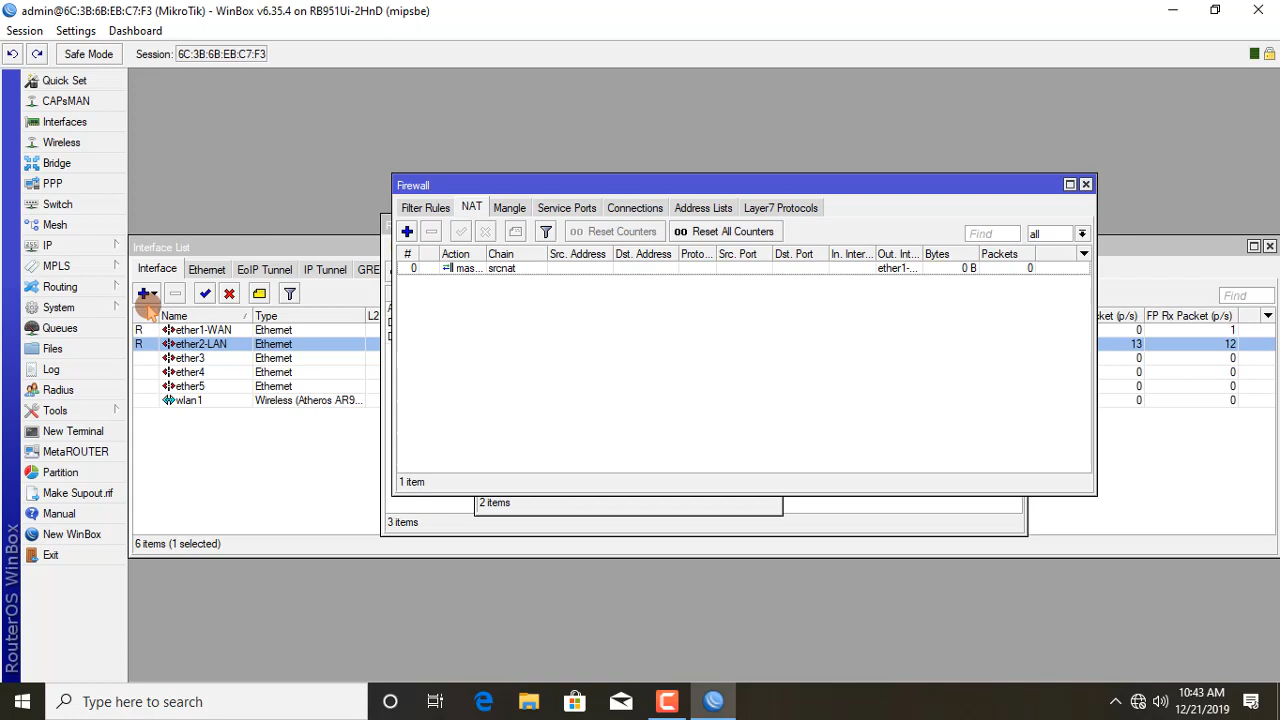 admin@6C:3B:6B:EB:C7:F3 (MikroTik) - WinBox v6.35.4 on RB951Ui-2HnD (mipsbe)
Session Settings Dashboard
Safe Mode Session: 6C:3B:6B:EB:C7:F3
Quick Set
CAPsMAN
Interfaces
Wireless
Bridge
PPP
Switch
Mesh
IP
MPLS
Routing
System
Queues
Files
Log
Radius
Tools
New Terminal
MetaROUTER
Partition
Make Supout.rif
Manual
New WinBox
Exit
RouterOS WinBox
Interface List
Interface Ethernet EoIP Tunnel IP Tunnel GRE
Find
Name / Type L2 FP Rx Packet (p/s)
R ether1-WAN Ethernet 0 1
R ether2-LAN Ethernet 13 12
ether3 Ethernet 0 0
ether4 Ethernet 0 0
ether5 Ethernet 0 0
wlan1 Wireless (Atheros AR9... 0 0
6 items (1 selected)
Firewall
Filter Rules NAT Mangle Service Ports Connections Address Lists Layer7 Protocols
00 Reset Counters 00 Reset All Counters Find all
# Action Chain Src. Address Dst. Address Proto... Src. Port Dst. Port In. Inter... Out. Int... Bytes Packets
0 mas... srcnat ether1-... 0 B 0
1 item
2 items
3 items
Type here to search
10:43 AM
12/21/2019